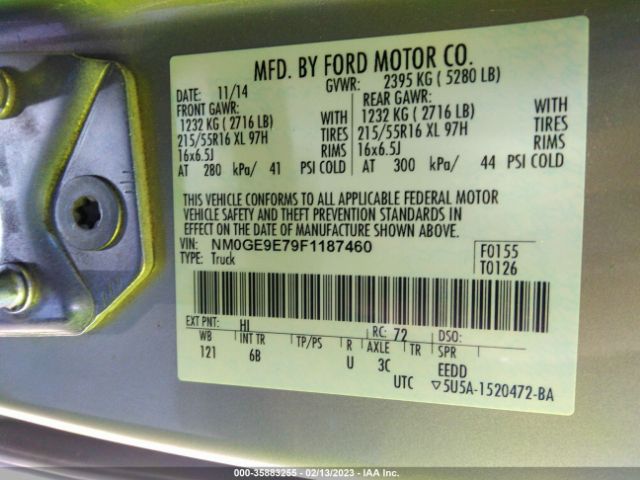 MFD. BY FORD MOTOR CO.
DATE: 11/14 GVWR: 2395 KG ( 5280 LB)
FRONT GAWR: REAR GAWR:
1232 KG ( 2716 LB) WITH 1232 KG ( 2716 LB) WITH
215/55R16 XL 97H TIRES 215/55R16 XL 97H TIRES
16x6.5J RIMS 16x6.5J RIMS
AT 280 kPa/ 41 PSI COLD AT 300 kPa/ 44 PSI COLD
THIS VEHICLE CONFORMS TO ALL APPLICABLE FEDERAL MOTOR
VEHICLE SAFETY AND THEFT PREVENTION STANDARDS IN
EFFECT ON THE DATE OF MANUFACTURE SHOWN ABOVE.
VIN: NM0GE9E79F1187460 F0155
TYPE: Truck T0126
EXT PNT: HI RC: 72 DSO:
WB INT TR TP/PS R AXLE TR SPR
121 6B U 3C EEDD
UTC ▽5U5A-1520472-BA
000-35883255 - 02/13/2023 - IAA Inc.